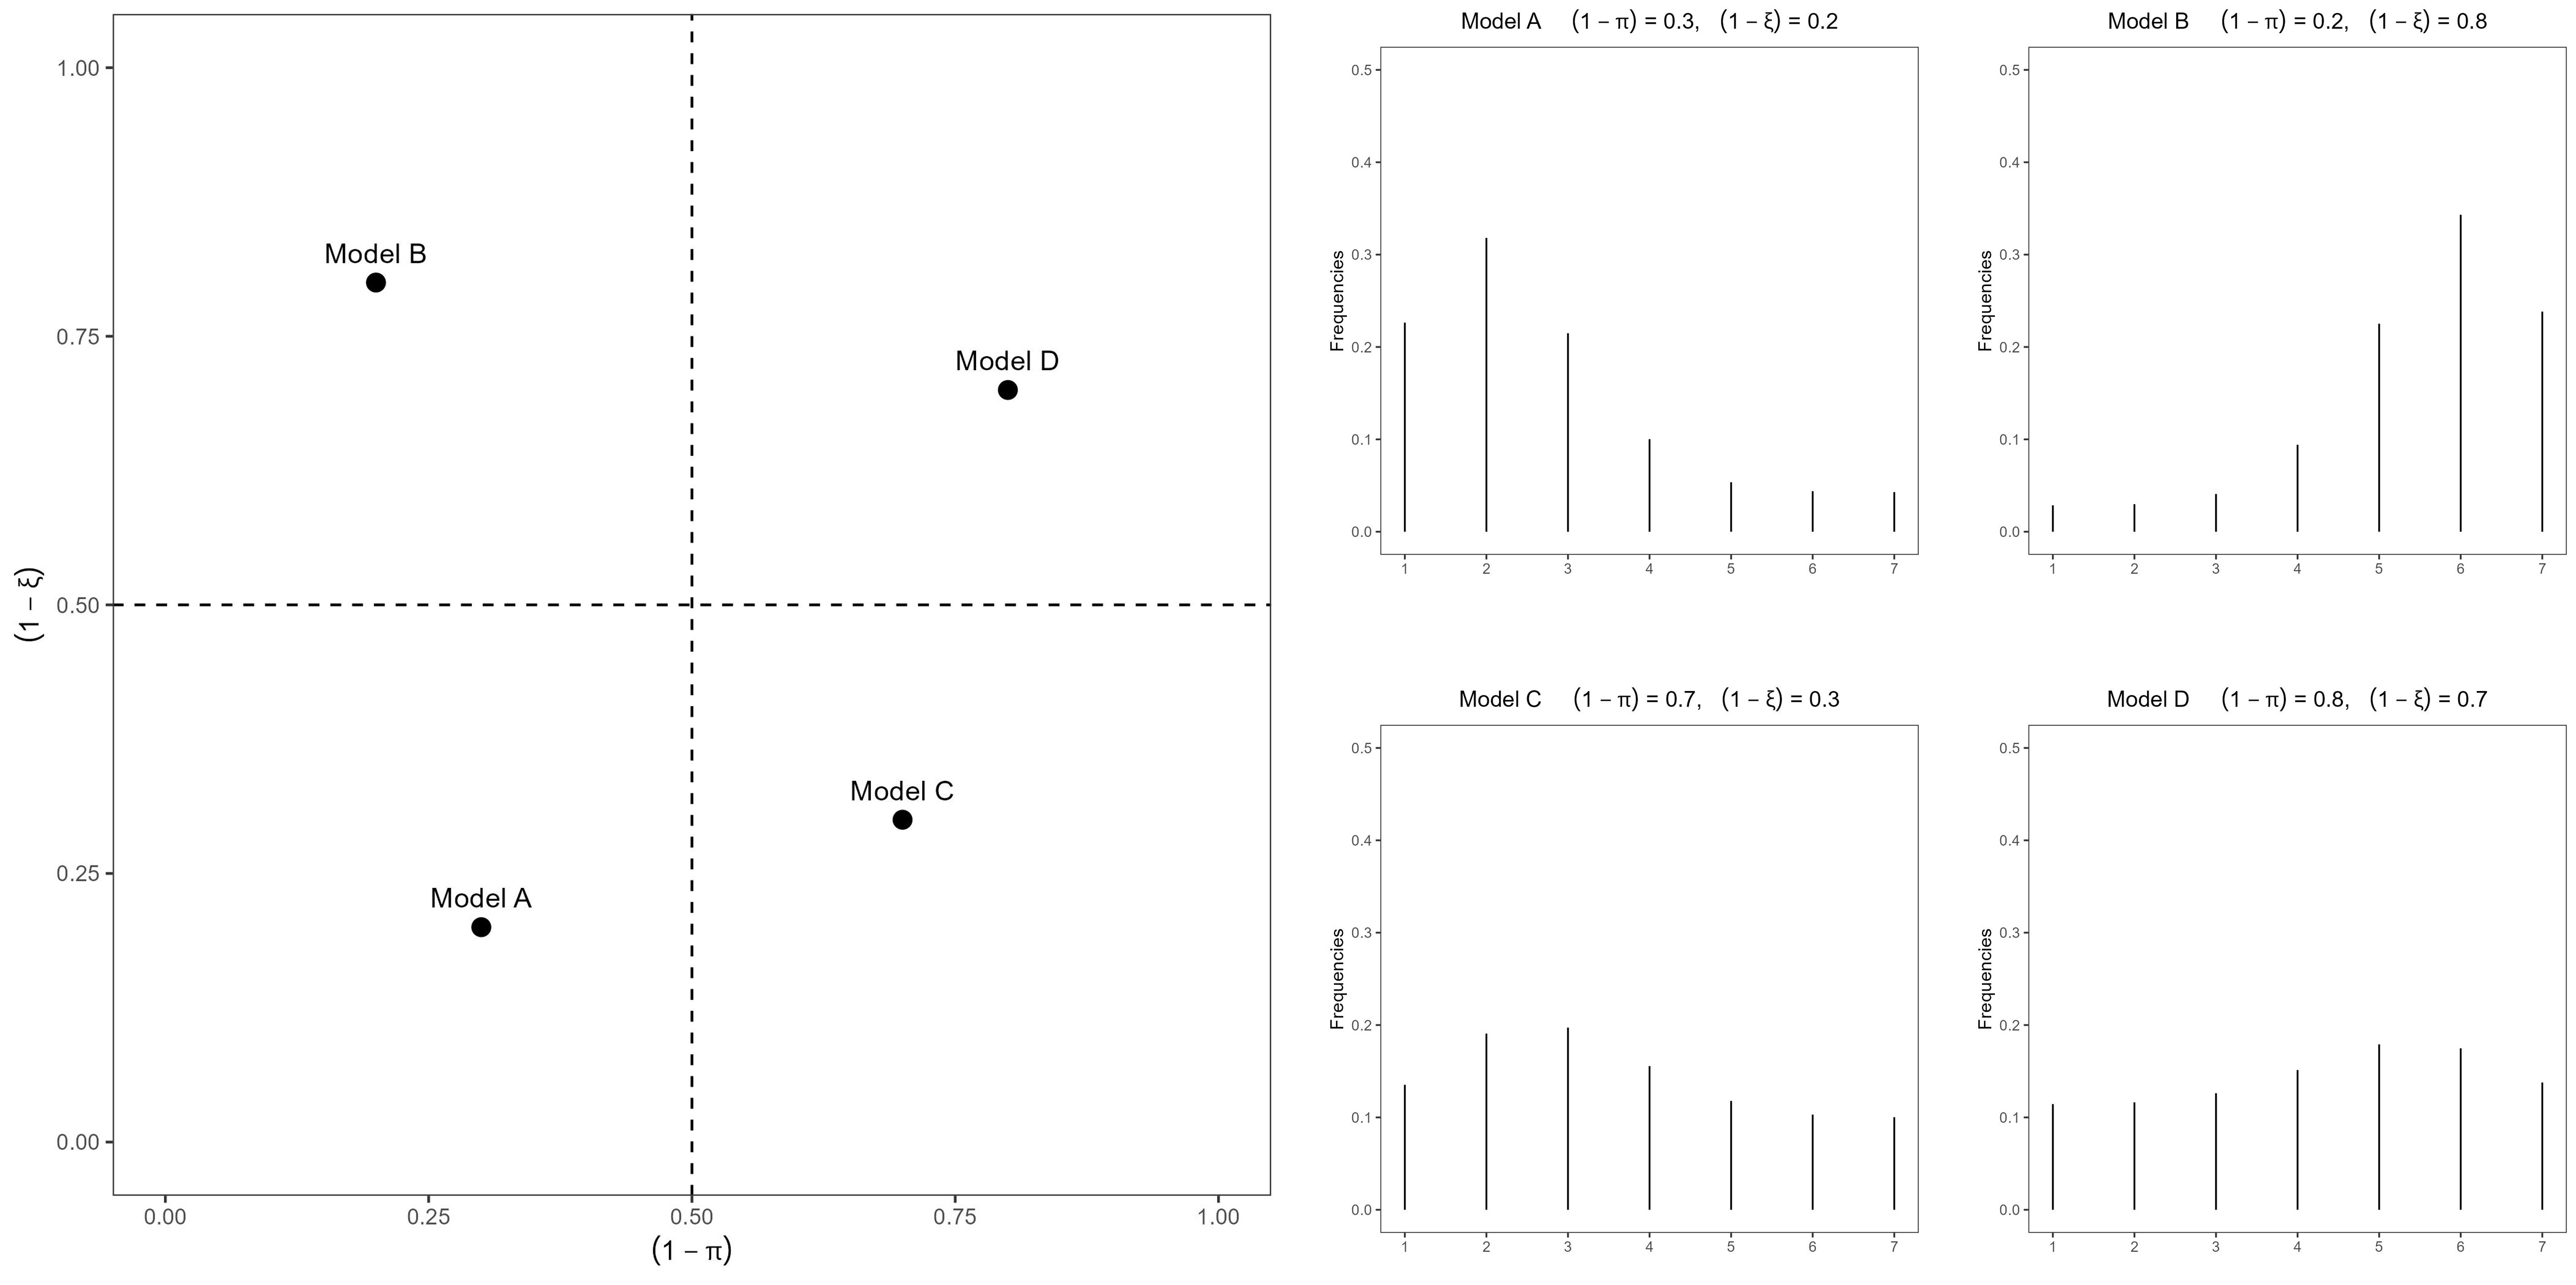 1.00
0.75
0.50
0.25
0.00
(1 − ξ)
Model B
Model D
Model C
Model A
0.00 0.25 0.50 0.75 1.00
(1 − π)
Model A (1 − π) = 0.3, (1 − ξ) = 0.2
0.5
0.4
0.3
0.2
0.1
0.0
Frequencies
1 2 3 4 5 6 7
Model B (1 − π) = 0.2, (1 − ξ) = 0.8
0.5
0.4
0.3
0.2
0.1
0.0
Frequencies
1 2 3 4 5 6 7
Model C (1 − π) = 0.7, (1 − ξ) = 0.3
0.5
0.4
0.3
0.2
0.1
0.0
Frequencies
1 2 3 4 5 6 7
Model D (1 − π) = 0.8, (1 − ξ) = 0.7
0.5
0.4
0.3
0.2
0.1
0.0
Frequencies
1 2 3 4 5 6 7